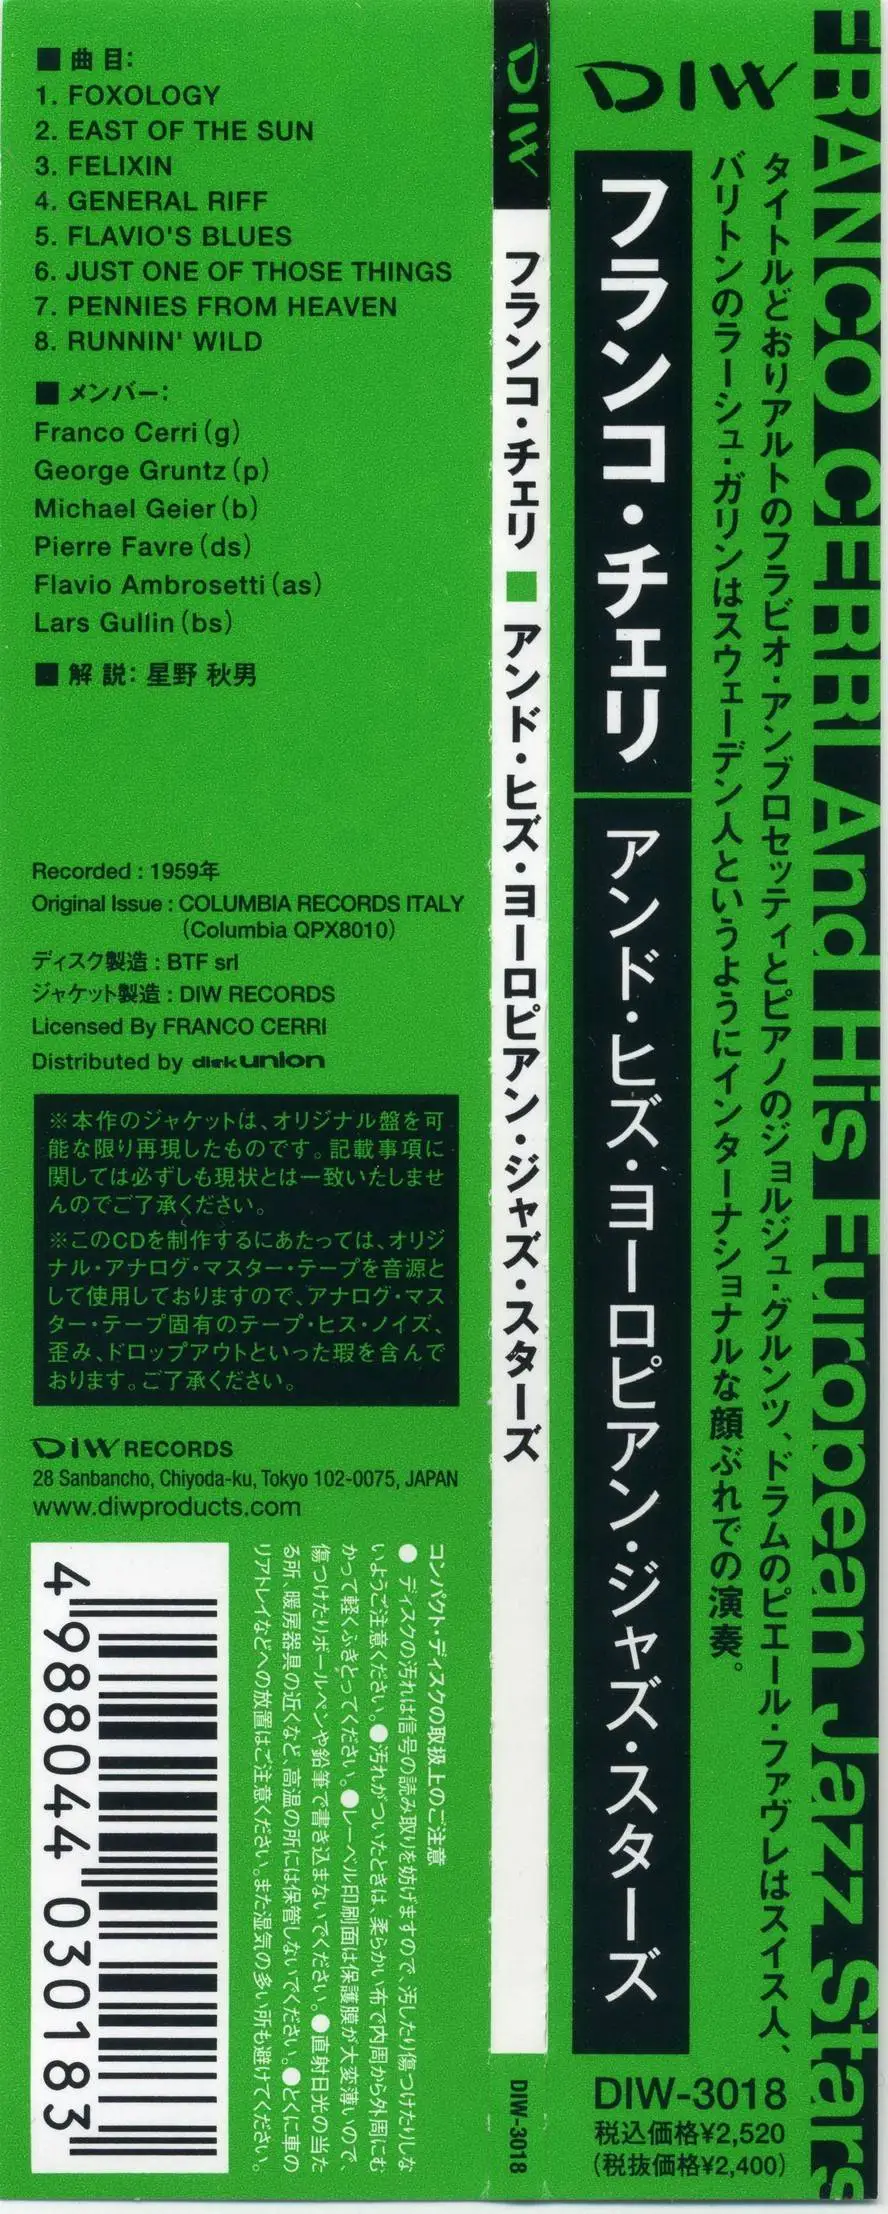 ■ 曲 目:
1. FOXOLOGY
2. EAST OF THE SUN
3. FELIXIN
4. GENERAL RIFF
5. FLAVIO'S BLUES
6. JUST ONE OF THOSE THINGS
7. PENNIES FROM HEAVEN
8. RUNNIN' WILD
■ メンバー:
Franco Cerri (g)
George Gruntz (p)
Michael Geier (b)
Pierre Favre (ds)
Flavio Ambrosetti (as)
Lars Gullin (bs)
■ 解 説: 星野 秋男
Recorded : 1959年
Original Issue : COLUMBIA RECORDS ITALY
(Columbia QPX8010)
ディスク製造 : BTF srl
ジャケット製造 : DIW RECORDS
Licensed By FRANCO CERRI
Distributed by disk union
※本作のジャケットは、オリジナル盤を可
能な限り再現したものです。記載事項に
関しては必ずしも現状とは一致いたしませ
んのでご了承ください。
※このCDを制作するにあたっては、オリジ
ナル・アナログ・マスター・テープを音源と
して使用しておりますので、アナログ・マス
ター・テープ固有のテープ・ヒス・ノイズ、
歪み、ドロップアウトといった瑕を含んで
おります。ご了承ください。
DIW RECORDS
28 Sanbancho, Chiyoda-ku, Tokyo 102-0075, JAPAN
www.diwproducts.com
コンパクト・ディスクの取扱上のご注意
● ディスクの汚れは信号の読み取りを妨げますので、汚したり傷つけたりしな
いようご注意ください。●汚れがついたときは、柔らかい布で内周から外周にむ
かって軽くふきとってください。●レーベル印刷面は保護膜が大変薄いので、
傷つけたりボールペンや鉛筆で書き込まないでください。●直射日光の当た
る所、暖房器具の近くなど、高温の所には保管しないでください。●とくに車の
リアトレイなどへの放置はご注意ください。また湿気の多い所も避けてください。
4 988044 030183
DIW
フランコ・チェリ ■ アンド・ヒズ・ヨーロピアン・ジャズ・スターズ
DIW-3018
DIW
フランコ・チェリ
アンド・ヒズ・ヨーロピアン・ジャズ・スターズ
DIW-3018
税込価格¥2,520
(税抜価格¥2,400)
タイトルどおりアルトのフラビオ・アンブロセッティとピアノのジョルジュ・グルンツ、ドラムのピエール・ファヴレはスイス人、
バリトンのラーシュ・ガリンはスウェーデン人というようにインターナショナルな顔ぶれでの演奏。
FRANCO CERRI And His European Jazz Stars